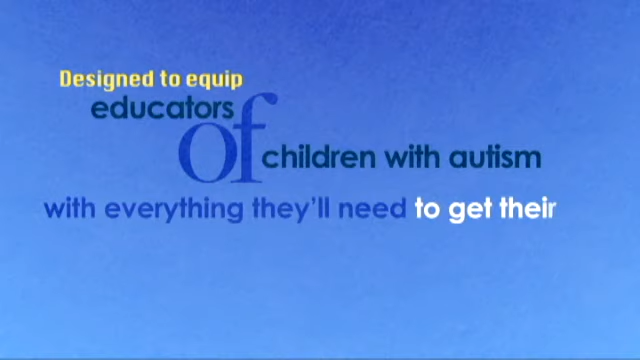 Designed to equip
educators
of
children with autism
with everything they'll need to get their